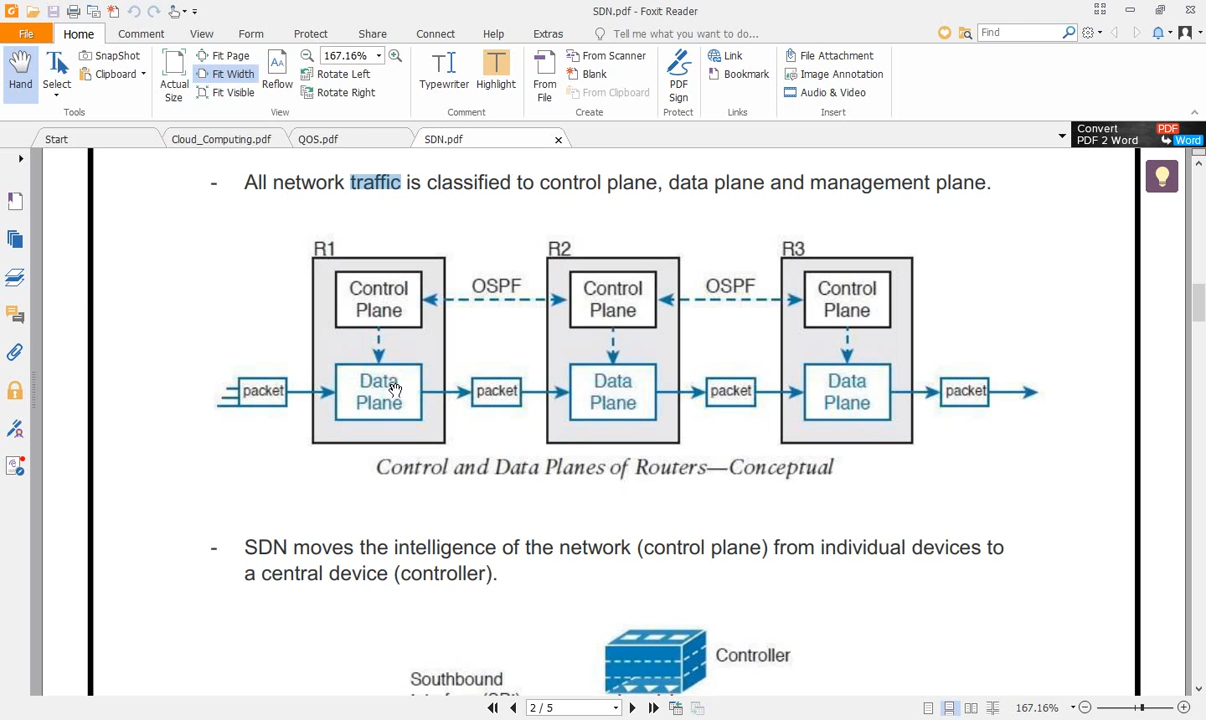 SDN.pdf - Foxit Reader
File Home Comment View Form Protect Share Connect Help Extras Tell me what you want to do... Find
Hand
Select
SnapShot
Clipboard
Tools
Actual Size
Fit Page
Fit Width
Fit Visible
Reflow
167.16%
Rotate Left
Rotate Right
View
Typewriter
Highlight
Comment
From File
From Scanner
Blank
From Clipboard
Create
PDF Sign
Protect
Link
Bookmark
Links
File Attachment
Image Annotation
Audio & Video
Insert
Start Cloud_Computing.pdf QOS.pdf SDN.pdf
Convert PDF
PDF 2 Word Word
- All network traffic is classified to control plane, data plane and management plane.
R1 R2 R3
Control Plane
OSPF
Control Plane
OSPF
Control Plane
packet
Data Plane
packet
Data Plane
packet
Data Plane
packet
Control and Data Planes of Routers—Conceptual
- SDN moves the intelligence of the network (control plane) from individual devices to
a central device (controller).
Controller
Southbound
2 / 5
167.16%